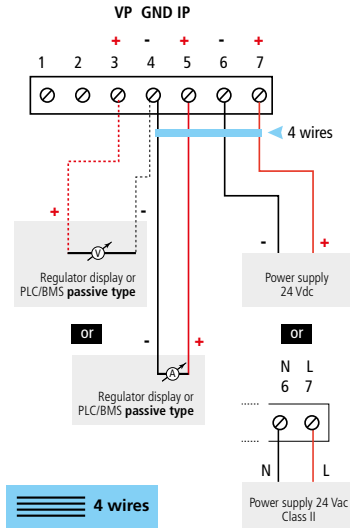 VP GND IP
+ - + - +
1 2 3 4 5 6 7
4 wires
+ -
- +
Regulator display or
PLC/BMS passive type
Power supply
24 Vdc
or
or
- +
N L
6 7
Regulator display or
PLC/BMS passive type
N L
4 wires
Power supply 24 Vac
Class II
V
A